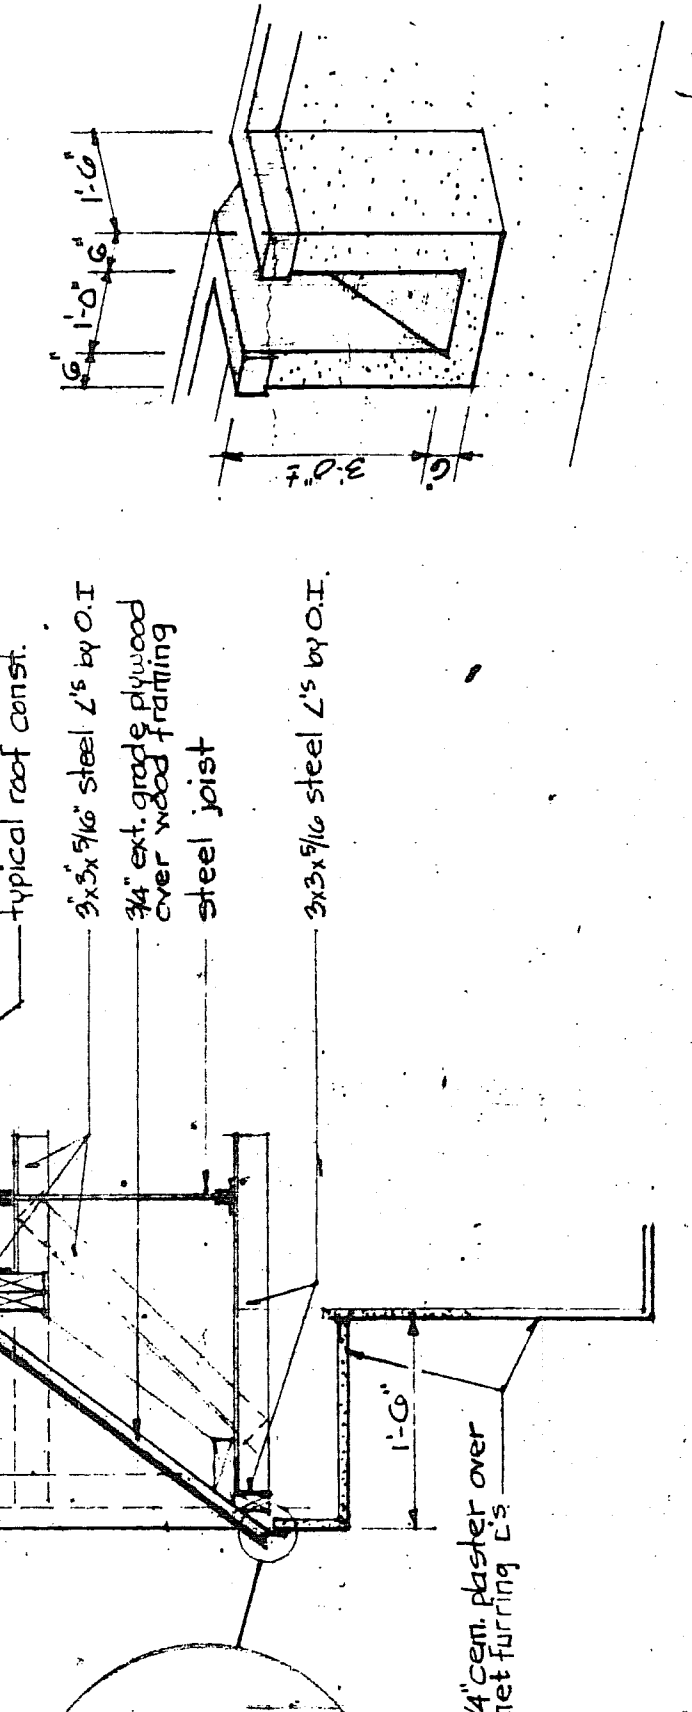 typical roof const.
3"x3"x5/16" steel L's by O.I
3/4" ext. grade plywood
over wood framing
steel joist
3x3x5/16 steel L's by O.I.
1'-6"
/4" cem. plaster over
furring C's
6"
1'-0"
6"
1'-6"
3'-0" ±
6"